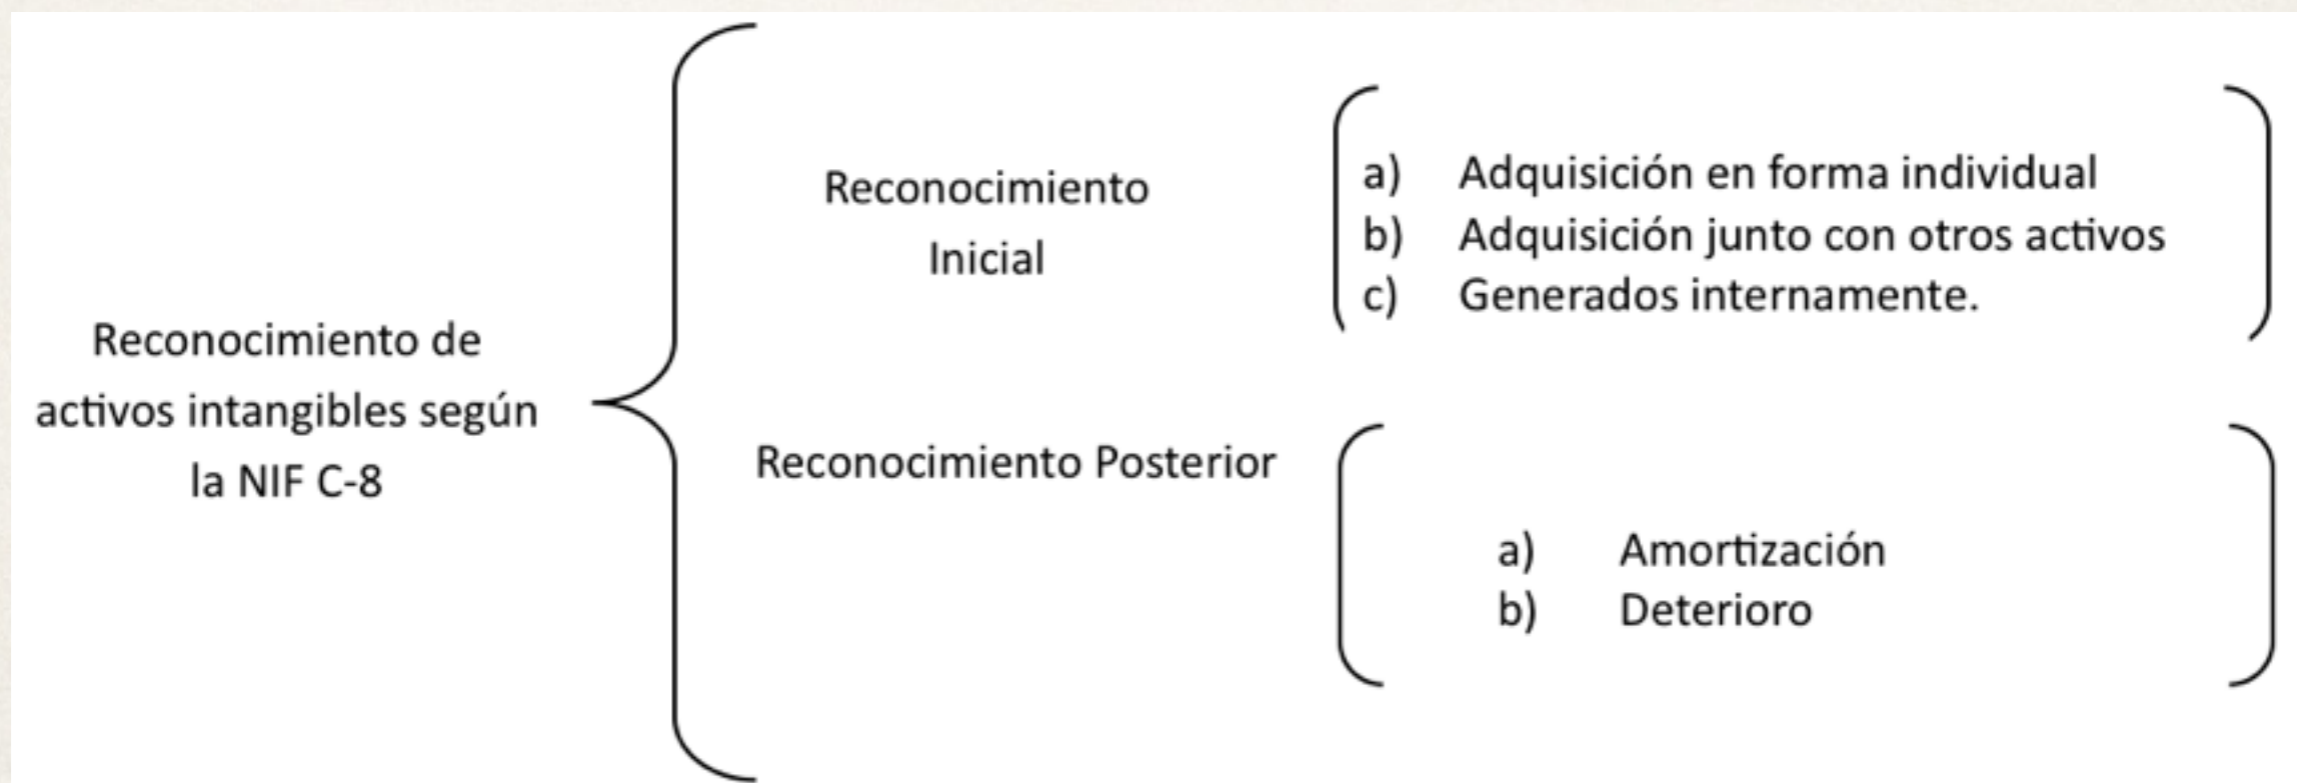 Reconocimiento de
activos intangibles según
la NIF C-8
Reconocimiento
Inicial
a) Adquisición en forma individual
b) Adquisición junto con otros activos
c) Generados internamente.
Reconocimiento Posterior
a) Amortización
b) Deterioro